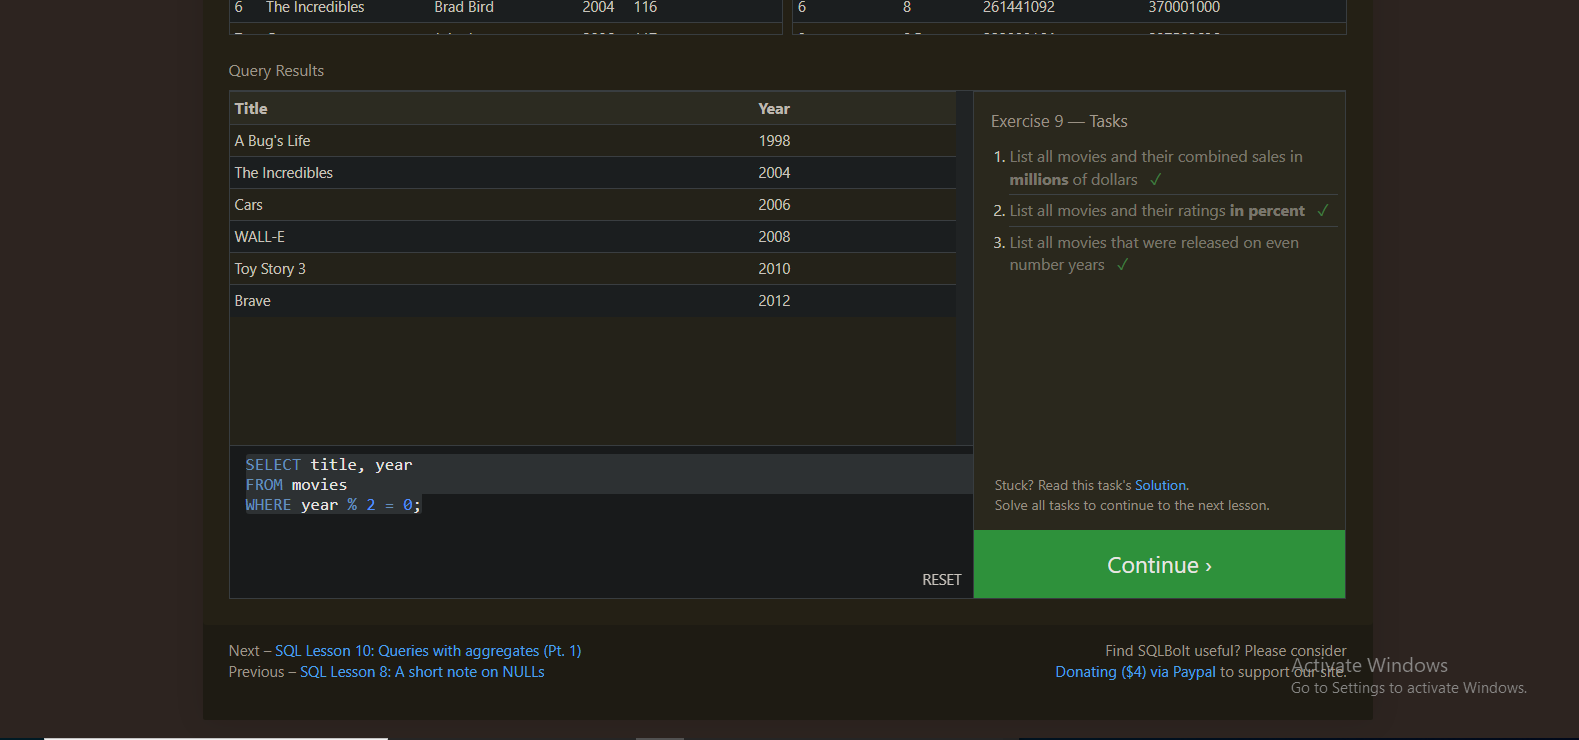 6 The Incredibles Brad Bird 2004 116 6 8 261441092 370001000
Query Results
Title Year
A Bug's Life 1998
The Incredibles 2004
Cars 2006
WALL-E 2008
Toy Story 3 2010
Brave 2012
Exercise 9 — Tasks
1. List all movies and their combined sales in
millions of dollars ✓
2. List all movies and their ratings in percent ✓
3. List all movies that were released on even
number years ✓
SELECT title, year
FROM movies
WHERE year % 2 = 0;
RESET
Stuck? Read this task's Solution.
Solve all tasks to continue to the next lesson.
Continue ›
Next – SQL Lesson 10: Queries with aggregates (Pt. 1)
Previous – SQL Lesson 8: A short note on NULLs
Find SQLBolt useful? Please consider
Donating ($4) via Paypal to support our site.
Activate Windows
Go to Settings to activate Windows.